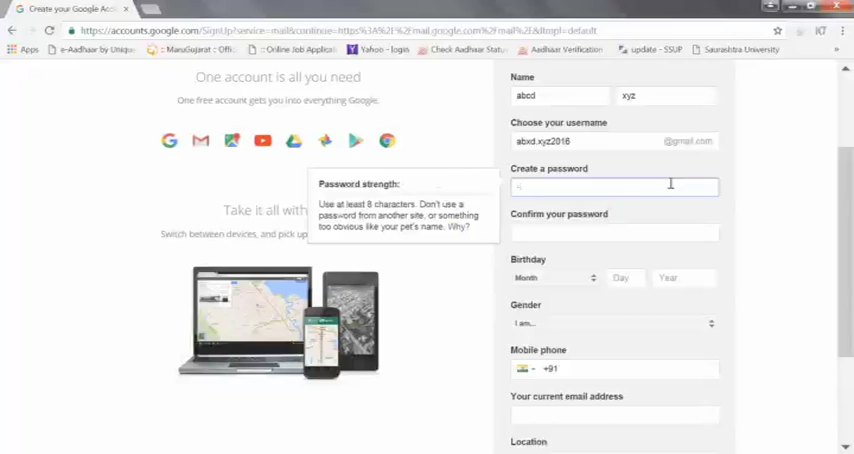 Create your Google Acc
https://accounts.google.com/SignUp?service=mail&continue=https%3A%2F%2Fmail.google.com%2Fmail%2F&dtmpl=default
Apps e-Aadhaar by Unique :: MaruGujarat :: Offi :: Online Job Applicat Yahoo - login Check Aadhaar Status Aadhaar Verification update - SSUP Saurashtra University »
One account is all you need
One free account gets you into everything Google.
Take it all with
Switch between devices, and pick up
Name
abcd xyz
Choose your username
abxd.xyz2016 @gmail.com
Create a password
Password strength:
Use at least 8 characters. Don't use a
password from another site, or something
too obvious like your pet's name. Why?
Confirm your password
Birthday
Month Day Year
Gender
I am...
Mobile phone
+91
Your current email address
Location